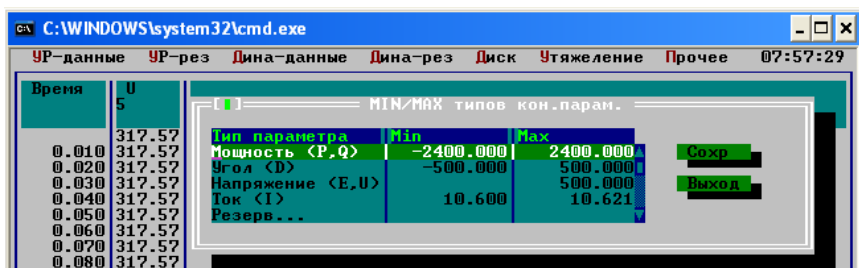 C:\WINDOWS\system32\cmd.exe
УР-данные УР-рез Дина-данные Дина-рез Диск Утяжеление Прочее 07:57:29
Время U
5
MIN/MAX типов кон.парам.
317.57 Тип параметра Min Max
0.010 317.57 Мощность (P,Q) -2400.000 2400.000 Сохр
0.020 317.57 Угол (D) -500.000 500.000
0.030 317.57 Напряжение (E,U) 500.000 Выход
0.040 317.57 Ток (I) 10.600 10.621
0.050 317.57 Резерв...
0.060 317.57
0.070 317.57
0.080 317.57